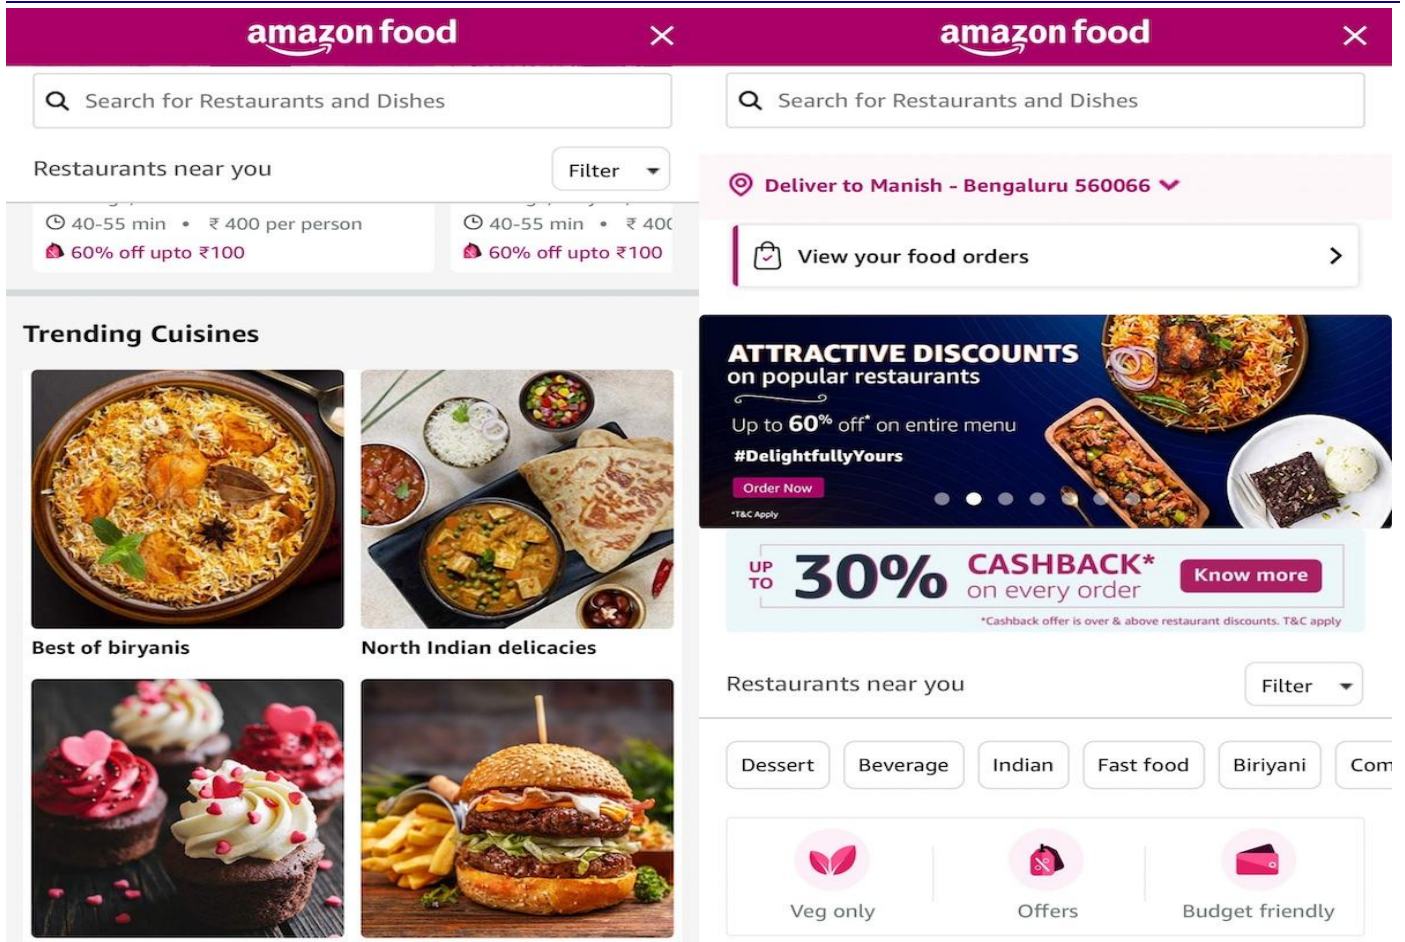 amazon food
Search for Restaurants and Dishes
Restaurants near you
Filter
40-55 min • ₹ 400 per person
60% off upto ₹100
40-55 min • ₹ 400
60% off upto ₹100
Trending Cuisines
Best of biryanis
North Indian delicacies
amazon food
Search for Restaurants and Dishes
Deliver to Manish - Bengaluru 560066
View your food orders
ATTRACTIVE DISCOUNTS
on popular restaurants
Up to 60% off* on entire menu
#DelightfullyYours
Order Now
*T&C Apply
UP TO 30% CASHBACK*
on every order
Know more
*Cashback offer is over & above restaurant discounts. T&C apply
Restaurants near you
Filter
Dessert
Beverage
Indian
Fast food
Biriyani
Com
Veg only
Offers
Budget friendly